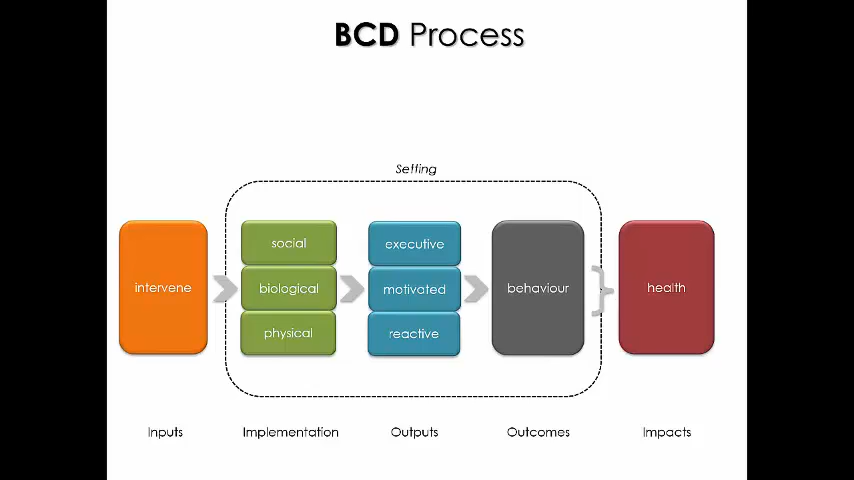 BCD Process
Setting
intervene
social
biological
physical
executive
motivated
reactive
behaviour
health
Inputs
Implementation
Outputs
Outcomes
Impacts